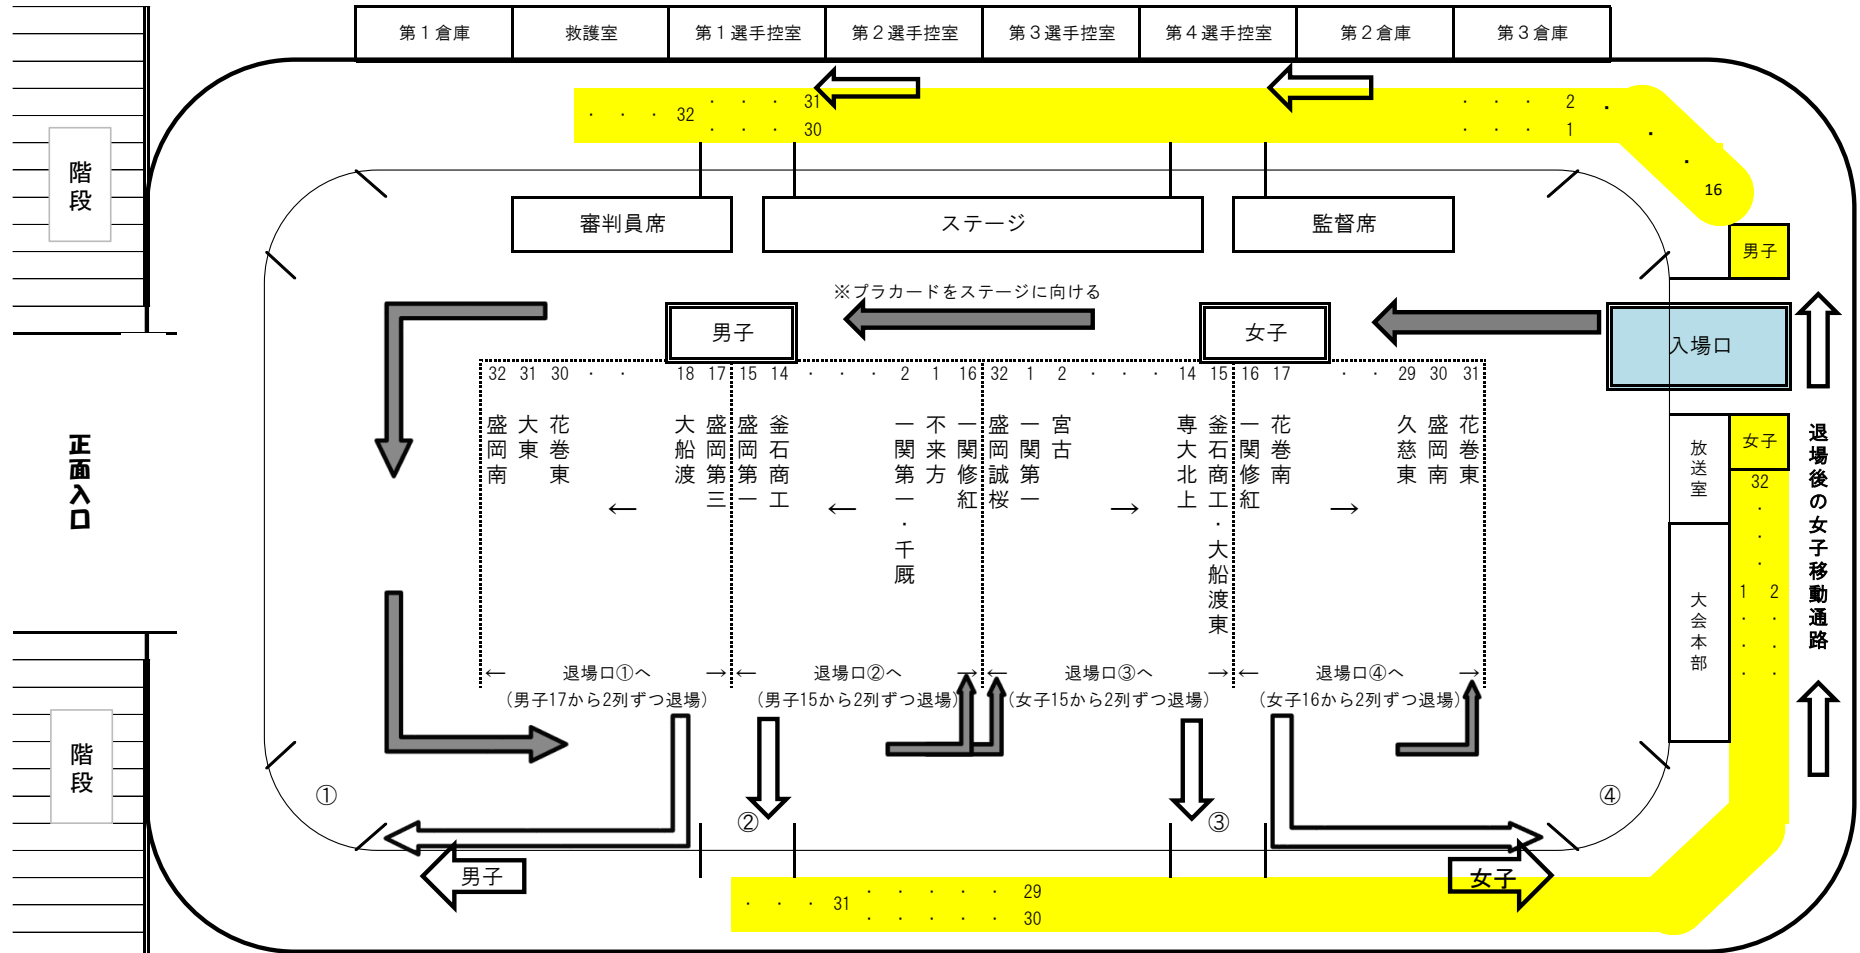 第1倉庫
救護室
第1選手控室
第2選手控室
第3選手控室
第4選手控室
第2倉庫
第3倉庫
・ ・ ・ 31
・ ・ ・ 32
・ ・ ・ 30
・ ・ ・ 2
・ ・ ・ 1
・
・
・
16
階段
審判員席
ステージ
監督席
男子
※プラカードをステージに向ける
男子
女子
入場口
32 31 30 ・ ・ 18 17 15 14 ・ ・ ・ 2 1 16 32 1 2 ・ ・ ・ 14 15 16 17 ・ ・ 29 30 31
盛岡南
大東
花巻東
大船渡
盛岡第三
盛岡第一
釜石商工
一関第一・千厩
不来方
一関修紅
盛岡誠桜
一関第一
宮古
専大北上
釜石商工・大船渡東
一関修紅
花巻南
久慈東
盛岡南
花巻東
← ← → →
正面入口
放送室
女子
32
・
・
・
1 2
・ ・
・ ・
・ ・
大会本部
退場後の女子移動通路
← 退場口①へ →
(男子17から2列ずつ退場)
← 退場口②へ →
(男子15から2列ずつ退場)
← 退場口③へ →
(女子15から2列ずつ退場)
← 退場口④へ →
(女子16から2列ずつ退場)
階段
①
②
③
④
男子
女子
・ ・ ・ ・ ・ 29
・ ・ ・ 31
・ ・ ・ ・ ・ 30